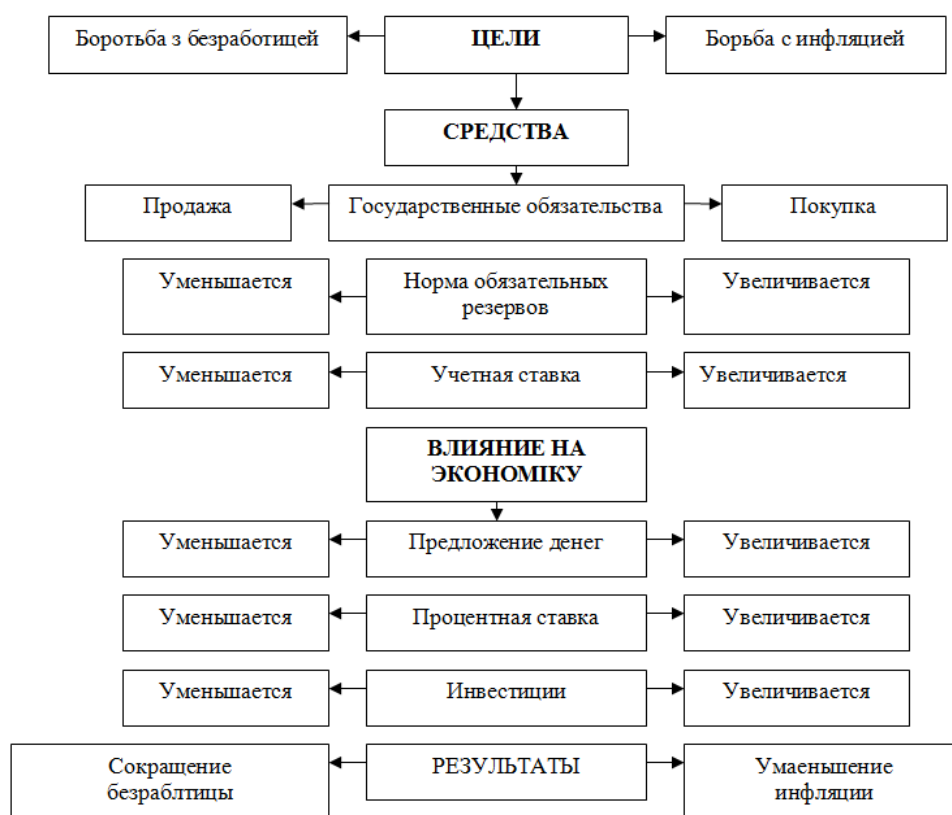 Боротьба з безработицей
ЦЕЛИ
Борьба с инфляцией
СРЕДСТВА
Продажа
Государственные обязательства
Покупка
Уменьшается
Норма обязательных
резервов
Увеличивается
Уменьшается
Учетная ставка
Увеличивается
ВЛИЯНИЕ НА
ЭКОНОМІКУ
Уменьшается
Предложение денег
Увеличивается
Уменьшается
Процентная ставка
Увеличивается
Уменьшается
Инвестиции
Увеличивается
Сокращение
безраблтицы
РЕЗУЛЬТАТЫ
Умаеньшение
инфляции